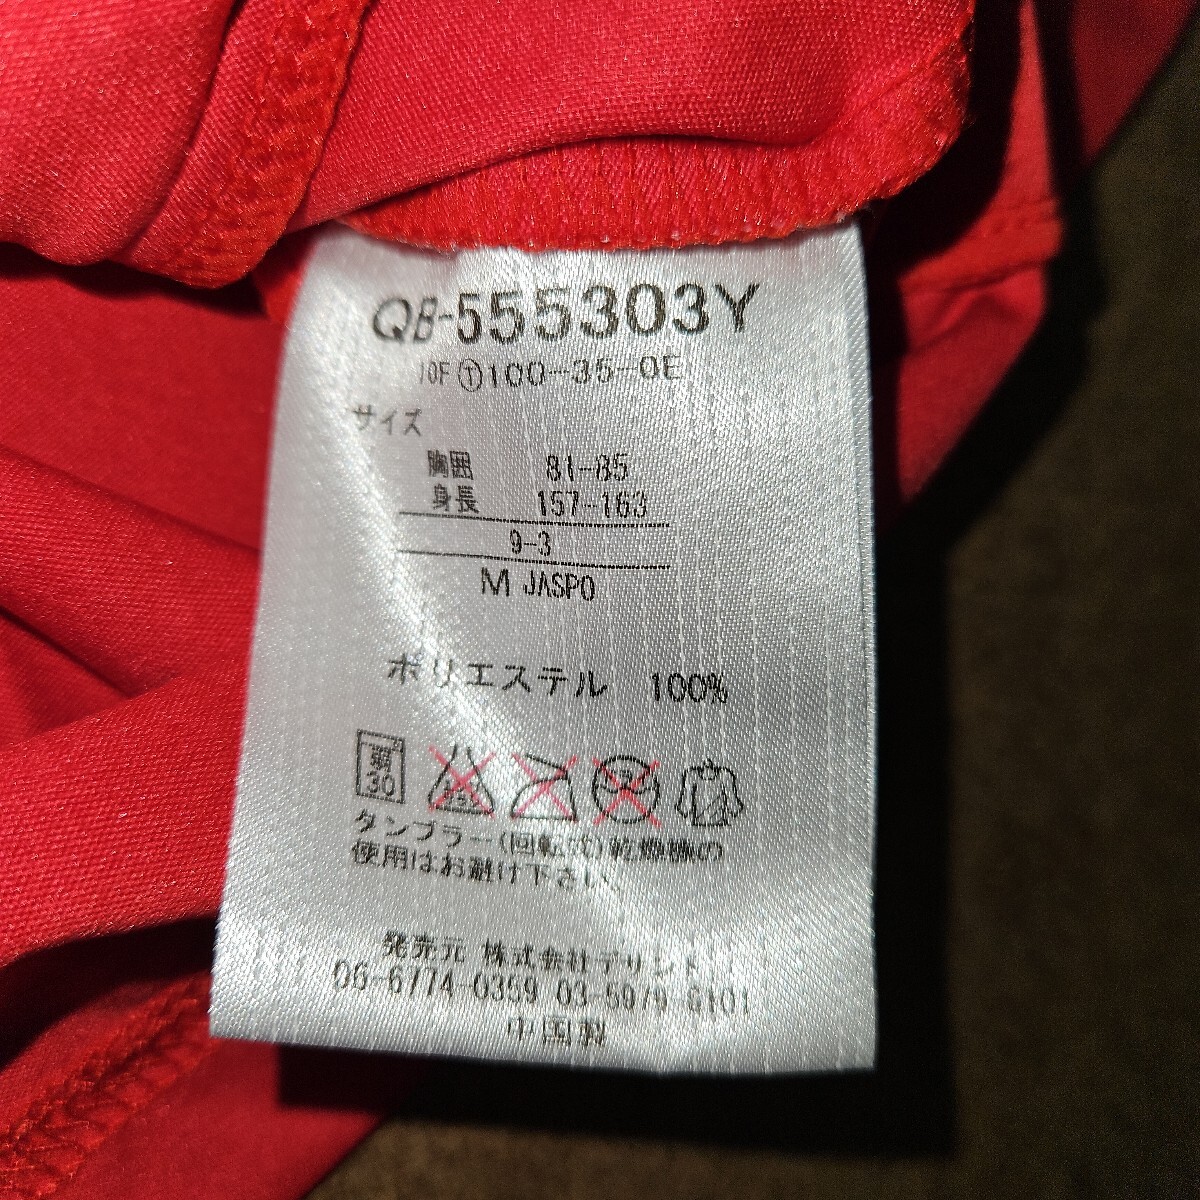 QB-555303Y
10F ①100-35-0E
サイズ
胸囲 81-85
身長 157-163
9-3
M JASPO
ポリエステル 100%
弱
30
タンブラー(回転式)乾燥機の
使用はお避け下さい。
発売元 株式会社デサント
06-6774-0359 03-5979-6101
中国製